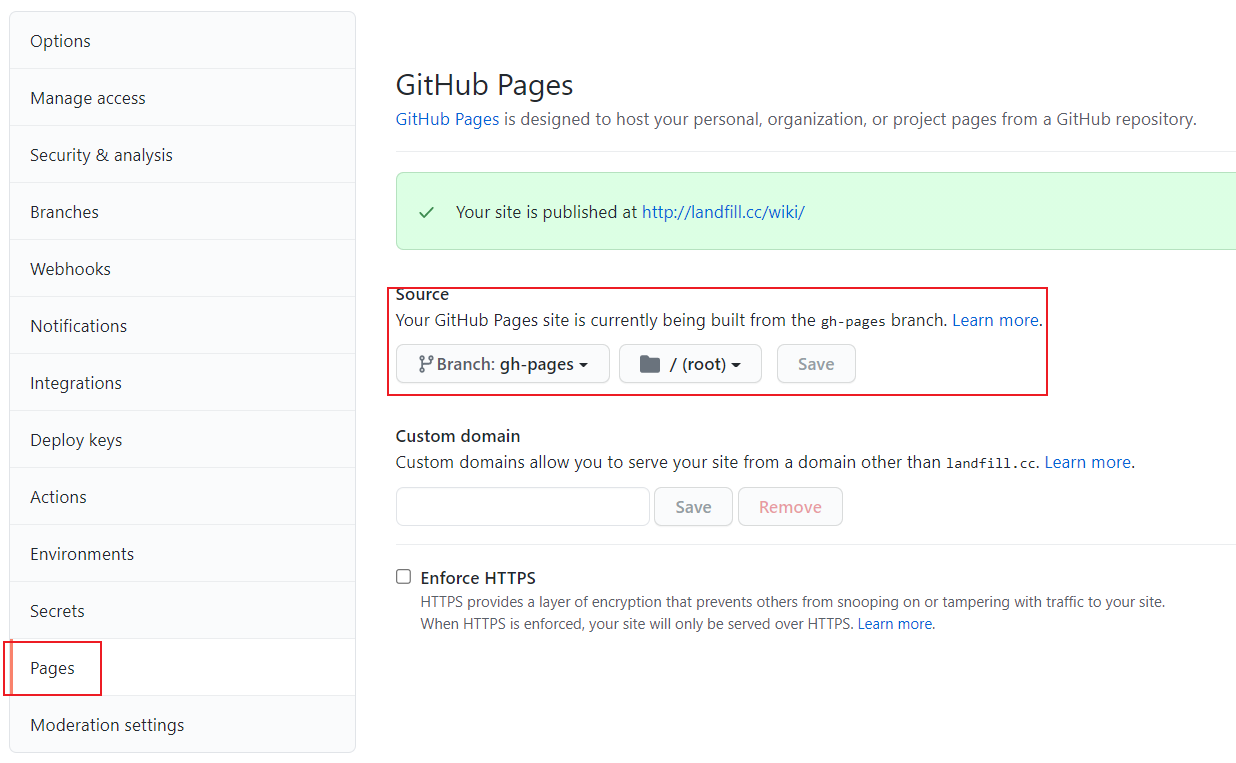 Options
Manage access
Security & analysis
Branches
Webhooks
Notifications
Integrations
Deploy keys
Actions
Environments
Secrets
Pages
Moderation settings
GitHub Pages
GitHub Pages is designed to host your personal, organization, or project pages from a GitHub repository.
Your site is published at http://landfill.cc/wiki/
Source
Your GitHub Pages site is currently being built from the gh-pages branch. Learn more.
Branch: gh-pages / (root) Save
Custom domain
Custom domains allow you to serve your site from a domain other than landfill.cc. Learn more.
Save Remove
Enforce HTTPS
HTTPS provides a layer of encryption that prevents others from snooping on or tampering with traffic to your site.
When HTTPS is enforced, your site will only be served over HTTPS. Learn more.